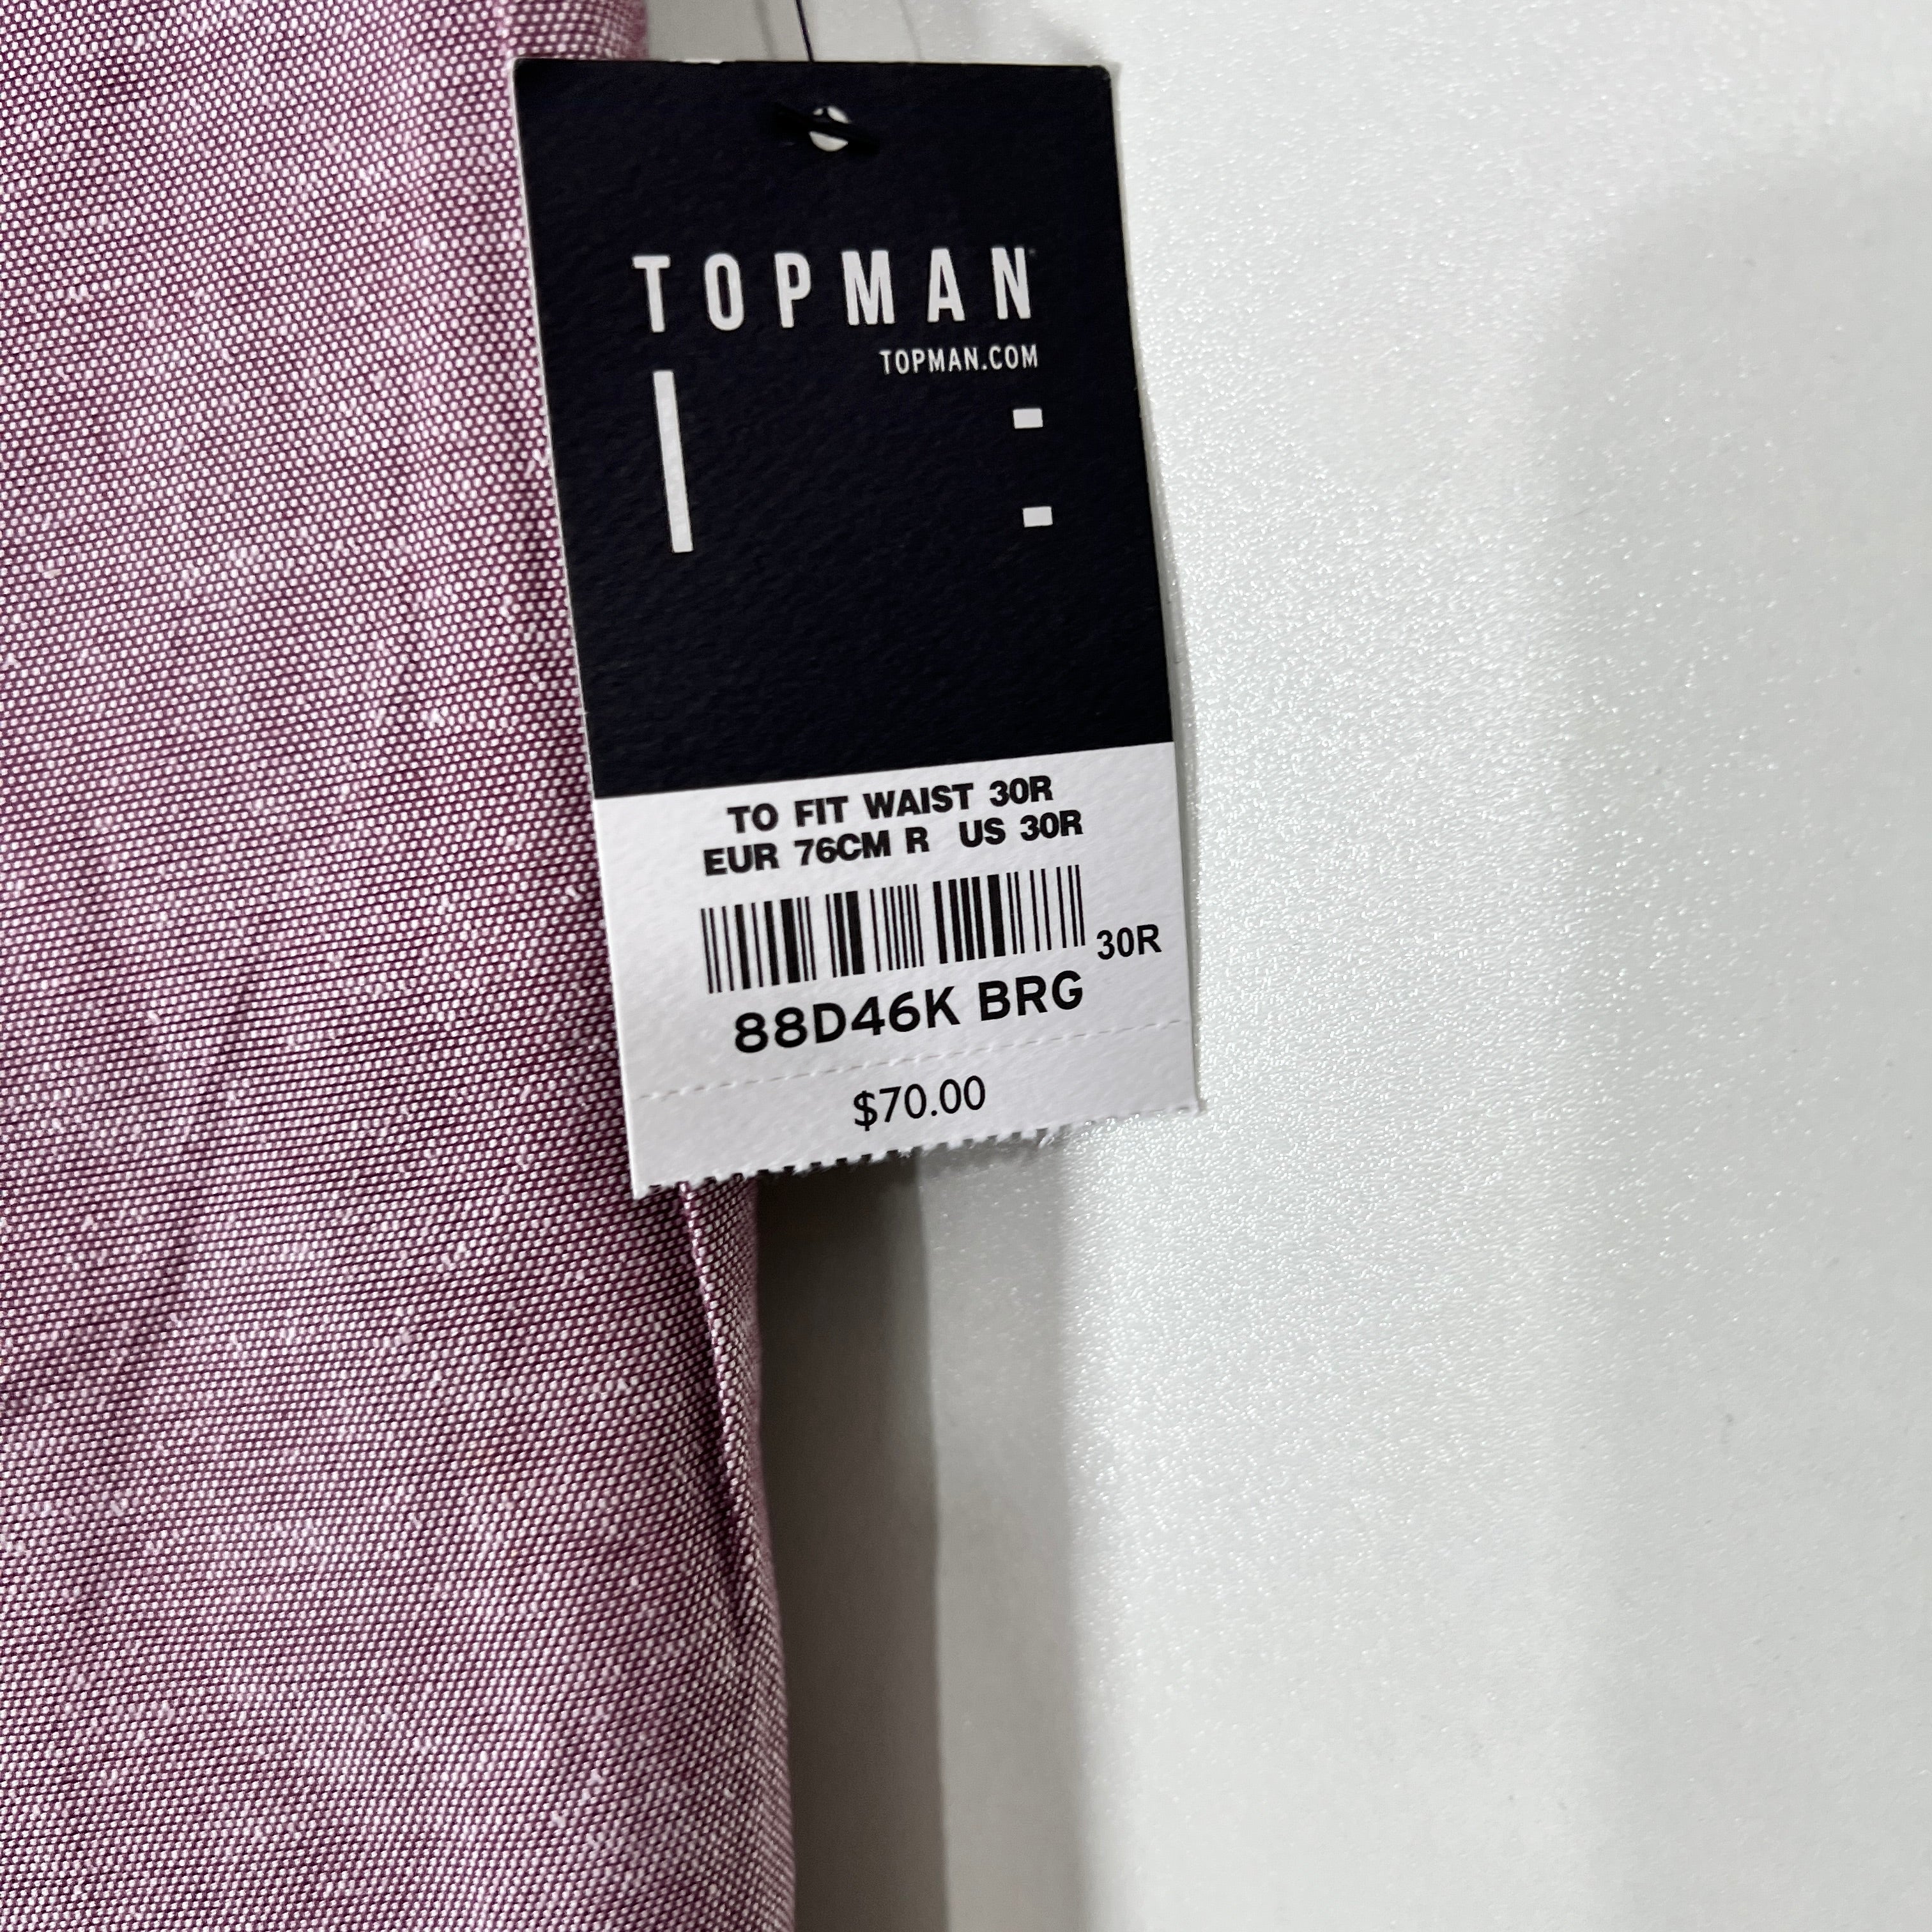 TOPMAN
TOPMAN.COM
TO FIT WAIST 30R
EUR 76CM R US 30R
30R
88D46K BRG
$70.00